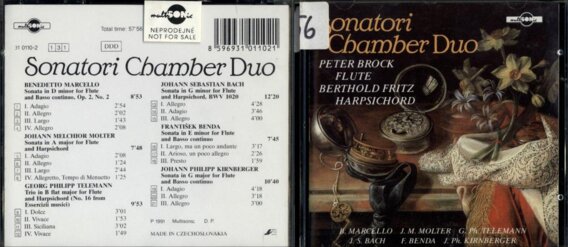 multiSONic
NEPRODEJNÉ
NOT FOR SALE
31 0110-2
1 3 1
DDD
Total time: 57'56
8 596931 011021
Sonatori Chamber Duo
BENEDETTO MARCELLO
Sonata in D minor for Flute
and Basso continuo, Op. 2, No. 2 8'53
I. Adagio 2'54
II. Allegro 2'01
III. Largo 1'43
IV. Allegro 2'08
JOHANN MELCHIOR MOLTER
Sonata in A major for Flute
and Harpsichord 7'48
I. Adagio 2'08
II. Allegro 1'24
III. Largo 2'44
IV. Allegretto, Tempo di Menuetto 1'25
GEORG PHILIPP TELEMANN
Trio in B flat major for Flute
and Harpsichord (No. 16 from
Essercizii musici) 9'53
I. Dolce 3'01
II. Vivace 1'53
III. Siciliana 3'02
IV. Vivace 1'49
JOHANN SEBASTIAN BACH
Sonata in G minor for Flute
and Harpsichord, BWV 1020 12'20
I. Allegro 4'28
II. Adagio 3'46
III. Allegro 4'00
FRANTIŠEK BENDA
Sonata in E minor for Flute
and Basso continuo 7'45
I. Largo, ma un poco andante 3'17
II. Arioso, un poco allegro 2'26
III. Presto 1'59
JOHANN PHILIPP KIRNBERGER
Sonata in G major for Flute
and Basso continuo 10'40
I. Adagio 4'18
II. Allegro 3'18
III. Allegro 3'00
P 1991 Multisonic D. P.
MADE IN CZECHOSLOVAKIA
56
Sonatori
Chamber Duo
PETER BROCK
FLUTE
BERTHOLD FRITZ
HARPSICHORD
B. MARCELLO J. M. MOLTER G. Ph. TELEMANN
J. S. BACH F. BENDA J. Ph. KIRNBERGER